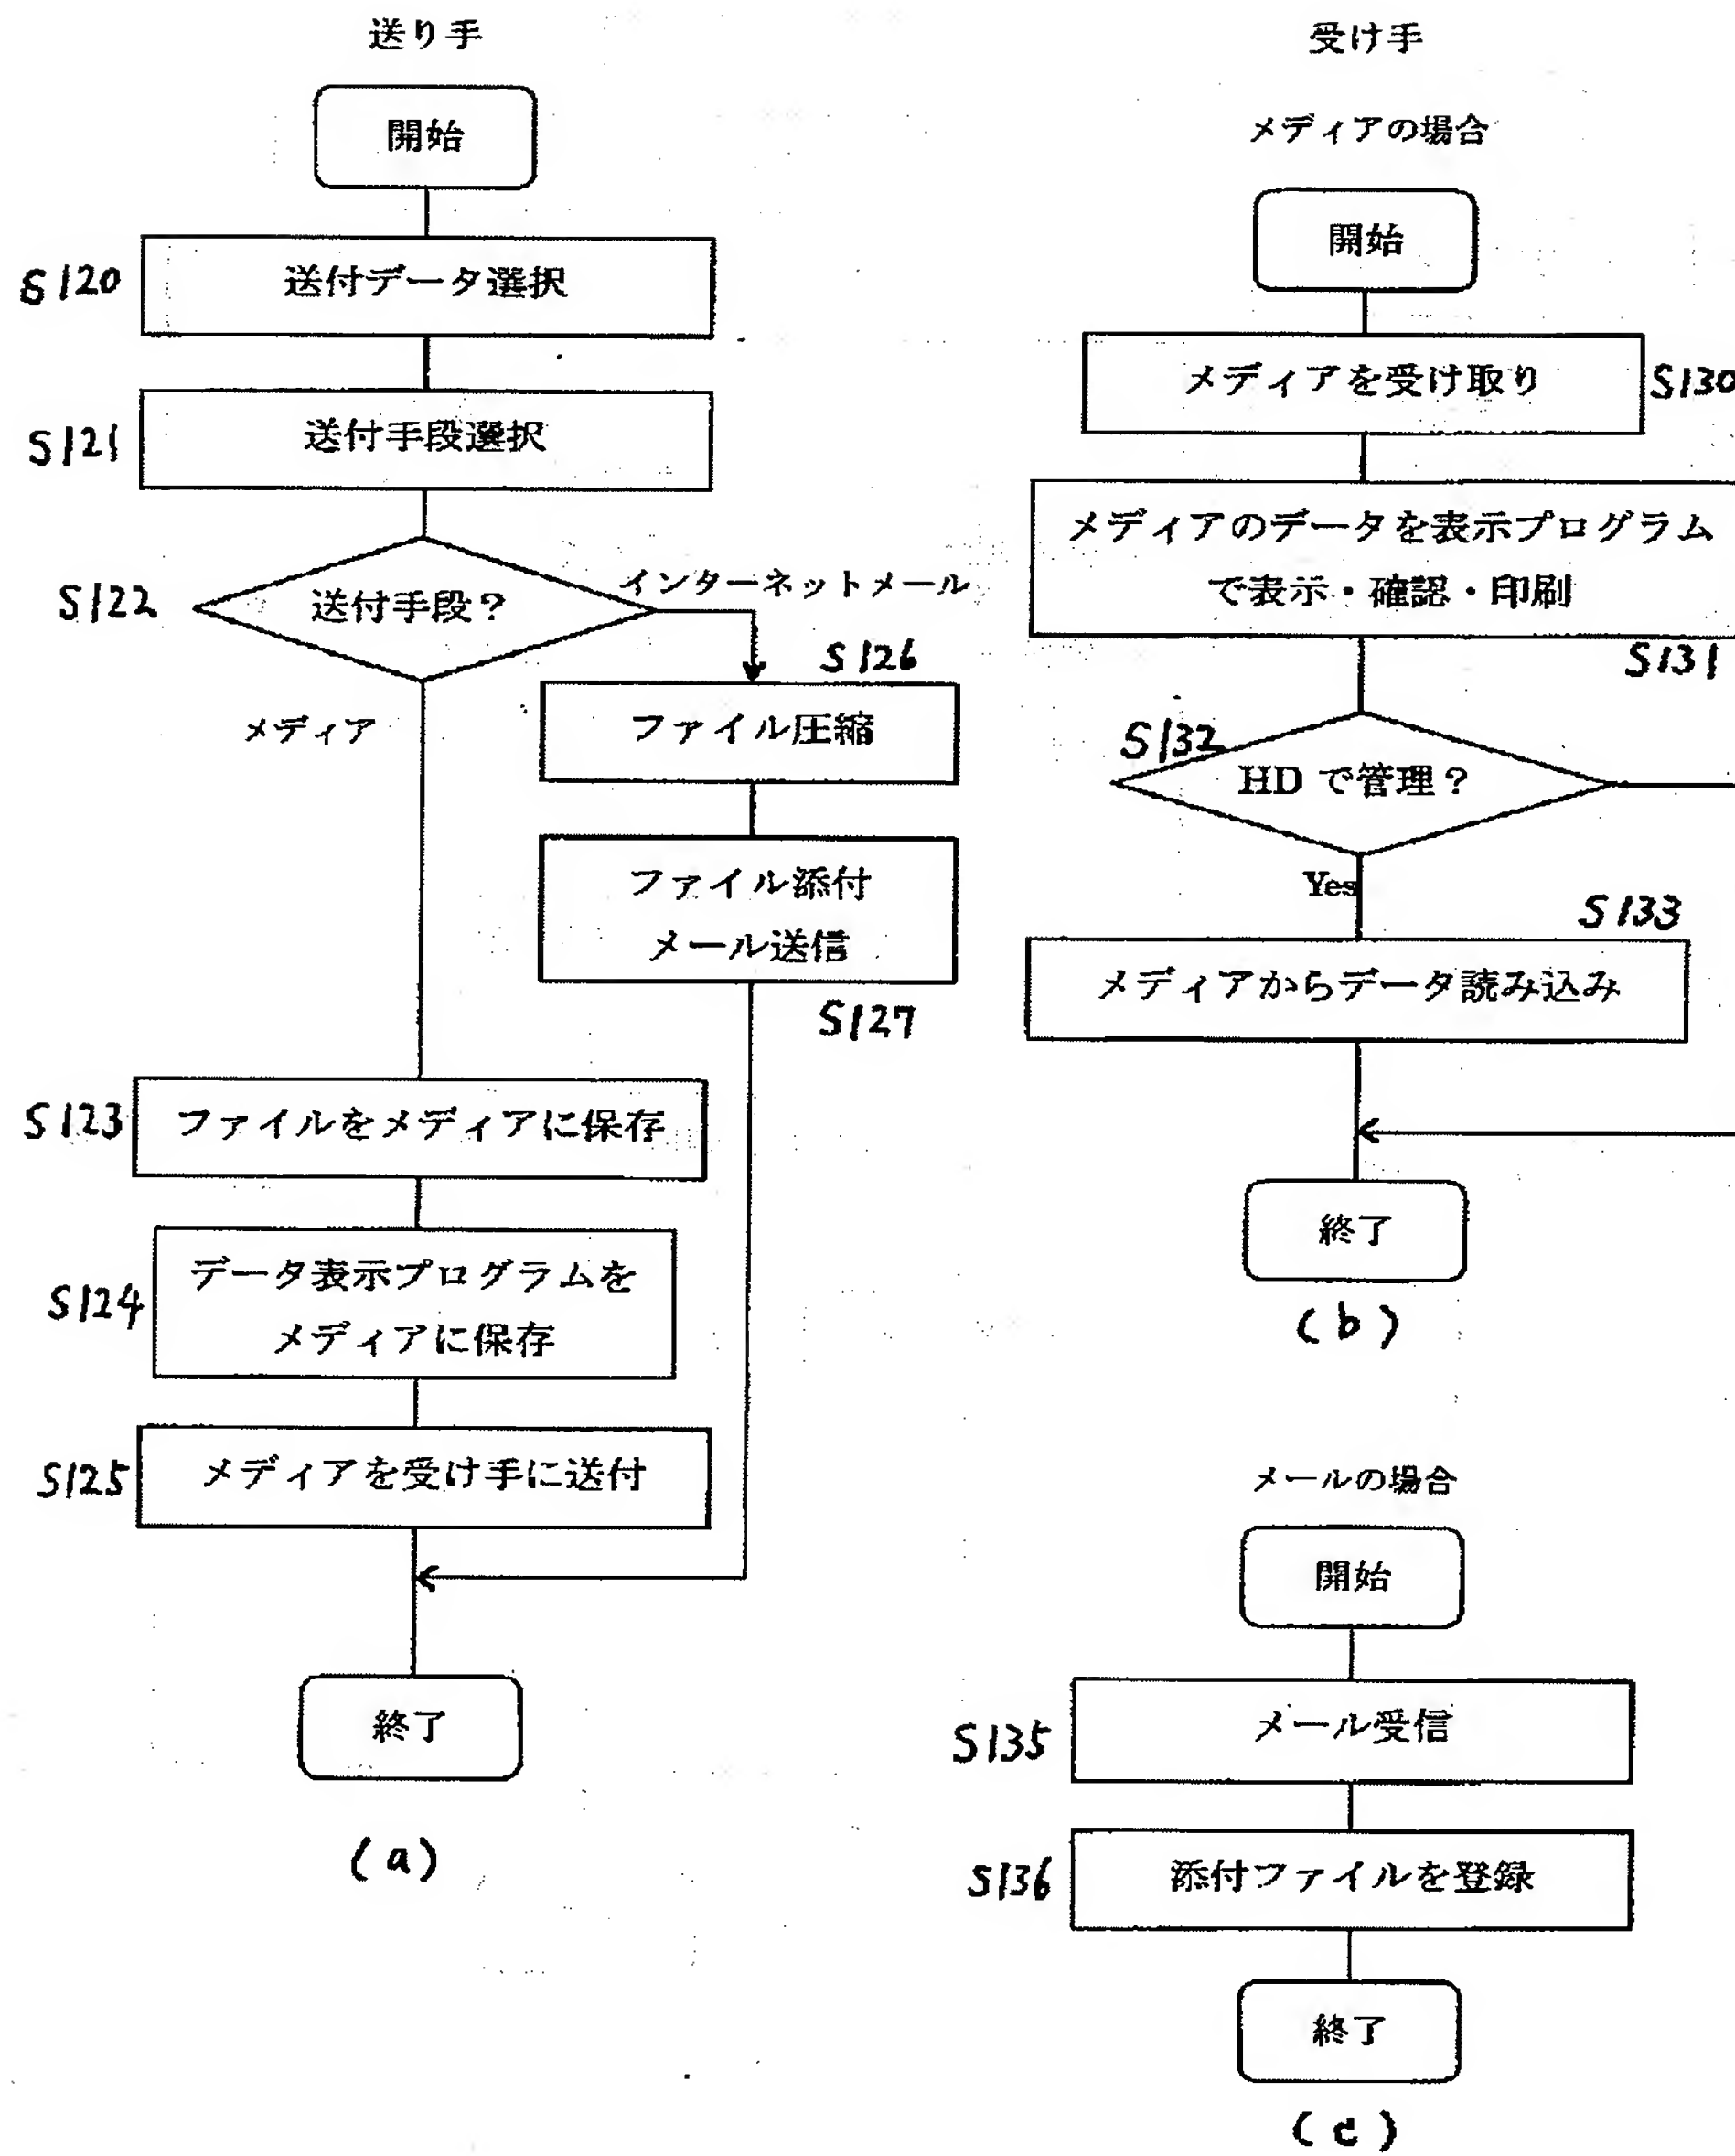 送り手
開始
S120
送付データ選択
S121
送付手段選択
S122
送付手段？
インターネットメール
メディア
S126
ファイル圧縮
ファイル添付
メール送信
S127
S123
ファイルをメディアに保存
S124
データ表示プログラムを
メディアに保存
S125
メディアを受け手に送付
終了
(a)
受け手
メディアの場合
開始
メディアを受け取り
S130
メディアのデータを表示プログラム
で表示・確認・印刷
S131
S132
HDで管理？
Yes
S133
メディアからデータ読み込み
終了
(b)
メールの場合
開始
S135
メール受信
S136
添付ファイルを登録
終了
(c)